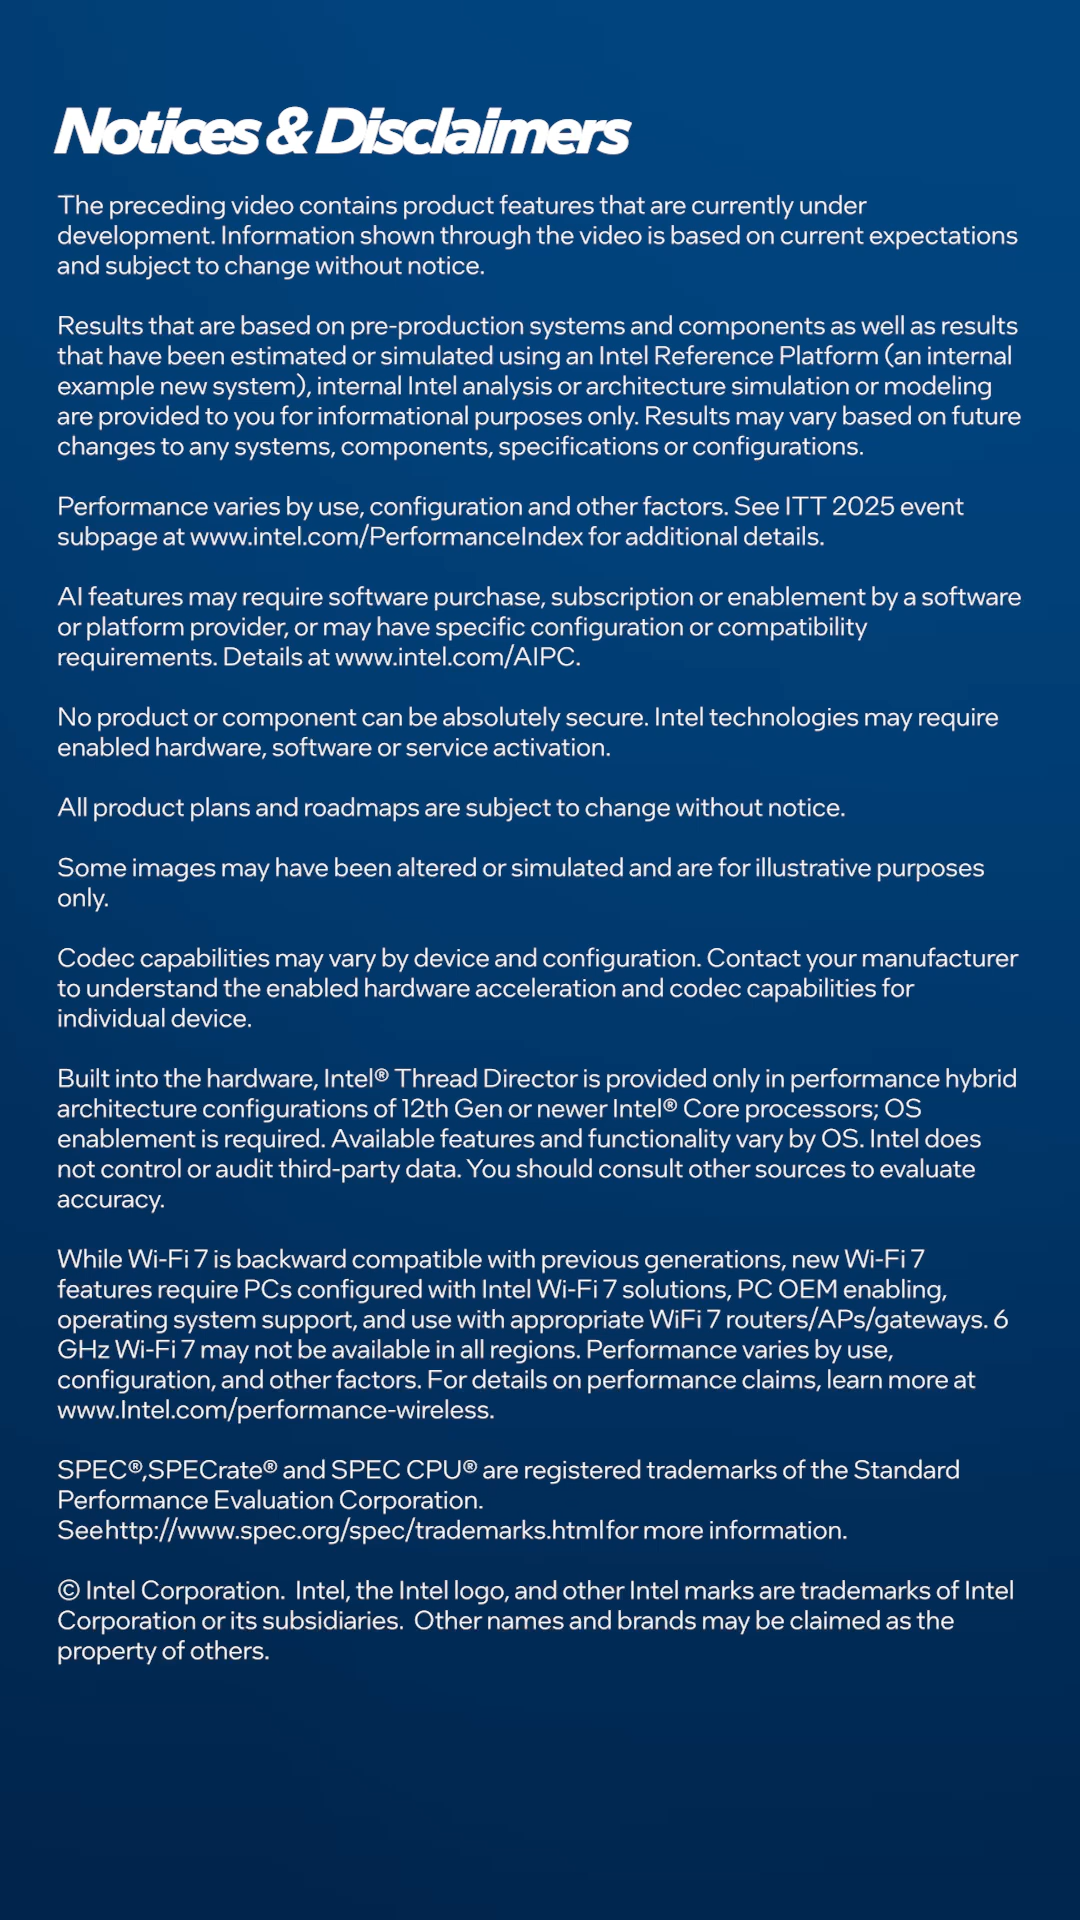 Notices & Disclaimers
The preceding video contains product features that are currently under
development. Information shown through the video is based on current expectations
and subject to change without notice.
Results that are based on pre-production systems and components as well as results
that have been estimated or simulated using an Intel Reference Platform (an internal
example new system), internal Intel analysis or architecture simulation or modeling
are provided to you for informational purposes only. Results may vary based on future
changes to any systems, components, specifications or configurations.
Performance varies by use, configuration and other factors. See ITT 2025 event
subpage at www.intel.com/PerformanceIndex for additional details.
AI features may require software purchase, subscription or enablement by a software
or platform provider, or may have specific configuration or compatibility
requirements. Details at www.intel.com/AIPC.
No product or component can be absolutely secure. Intel technologies may require
enabled hardware, software or service activation.
All product plans and roadmaps are subject to change without notice.
Some images may have been altered or simulated and are for illustrative purposes
only.
Codec capabilities may vary by device and configuration. Contact your manufacturer
to understand the enabled hardware acceleration and codec capabilities for
individual device.
Built into the hardware, Intel® Thread Director is provided only in performance hybrid
architecture configurations of 12th Gen or newer Intel® Core processors; OS
enablement is required. Available features and functionality vary by OS. Intel does
not control or audit third-party data. You should consult other sources to evaluate
accuracy.
While Wi-Fi 7 is backward compatible with previous generations, new Wi-Fi 7
features require PCs configured with Intel Wi-Fi 7 solutions, PC OEM enabling,
operating system support, and use with appropriate WiFi 7 routers/APs/gateways. 6
GHz Wi-Fi 7 may not be available in all regions. Performance varies by use,
configuration, and other factors. For details on performance claims, learn more at
www.Intel.com/performance-wireless.
SPEC®,SPECrate® and SPEC CPU® are registered trademarks of the Standard
Performance Evaluation Corporation.
Seehttp://www.spec.org/spec/trademarks.htmlfor more information.
© Intel Corporation.  Intel, the Intel logo, and other Intel marks are trademarks of Intel
Corporation or its subsidiaries.  Other names and brands may be claimed as the
property of others.